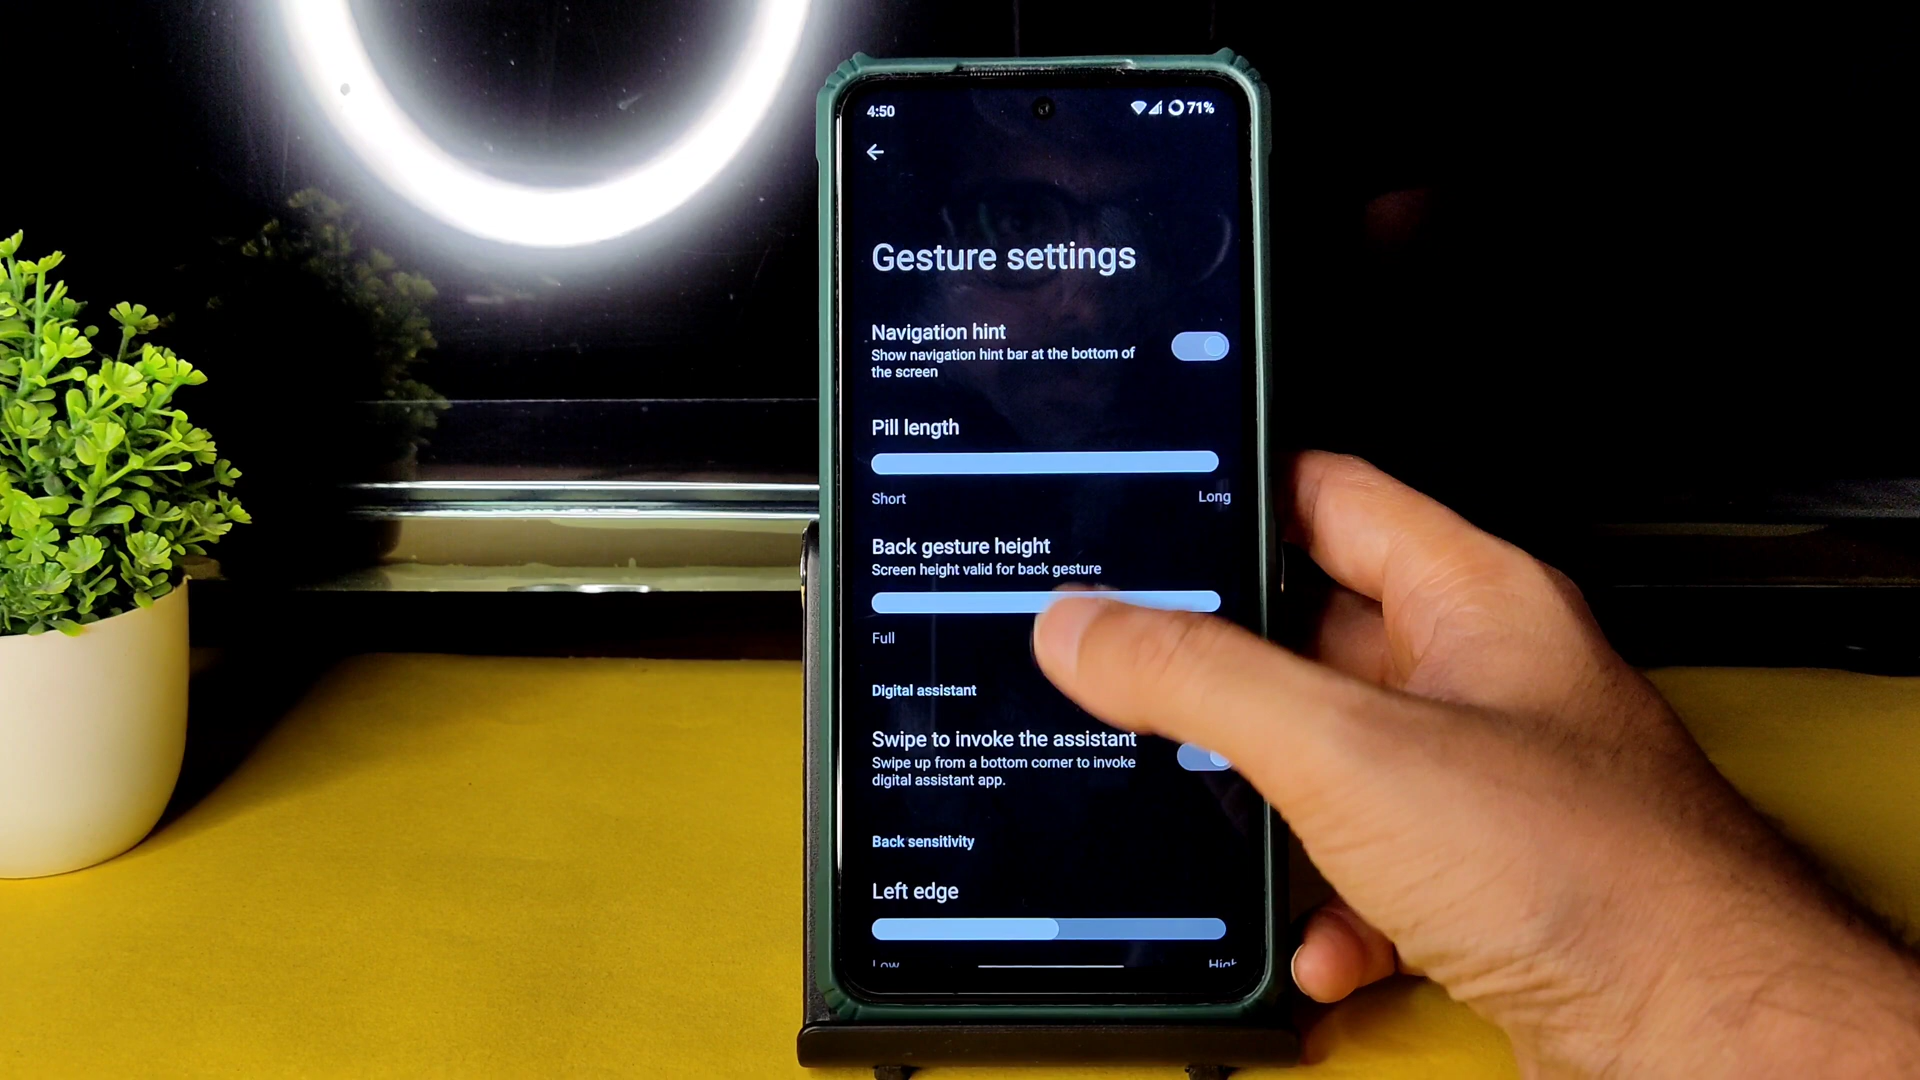 4:50
71%
Gesture settings
Navigation hint
Show navigation hint bar at the bottom of
the screen
Pill length
Short
Long
Back gesture height
Screen height valid for back gesture
Full
Digital assistant
Swipe to invoke the assistant
Swipe up from a bottom corner to invoke
digital assistant app.
Back sensitivity
Left edge
Low
High